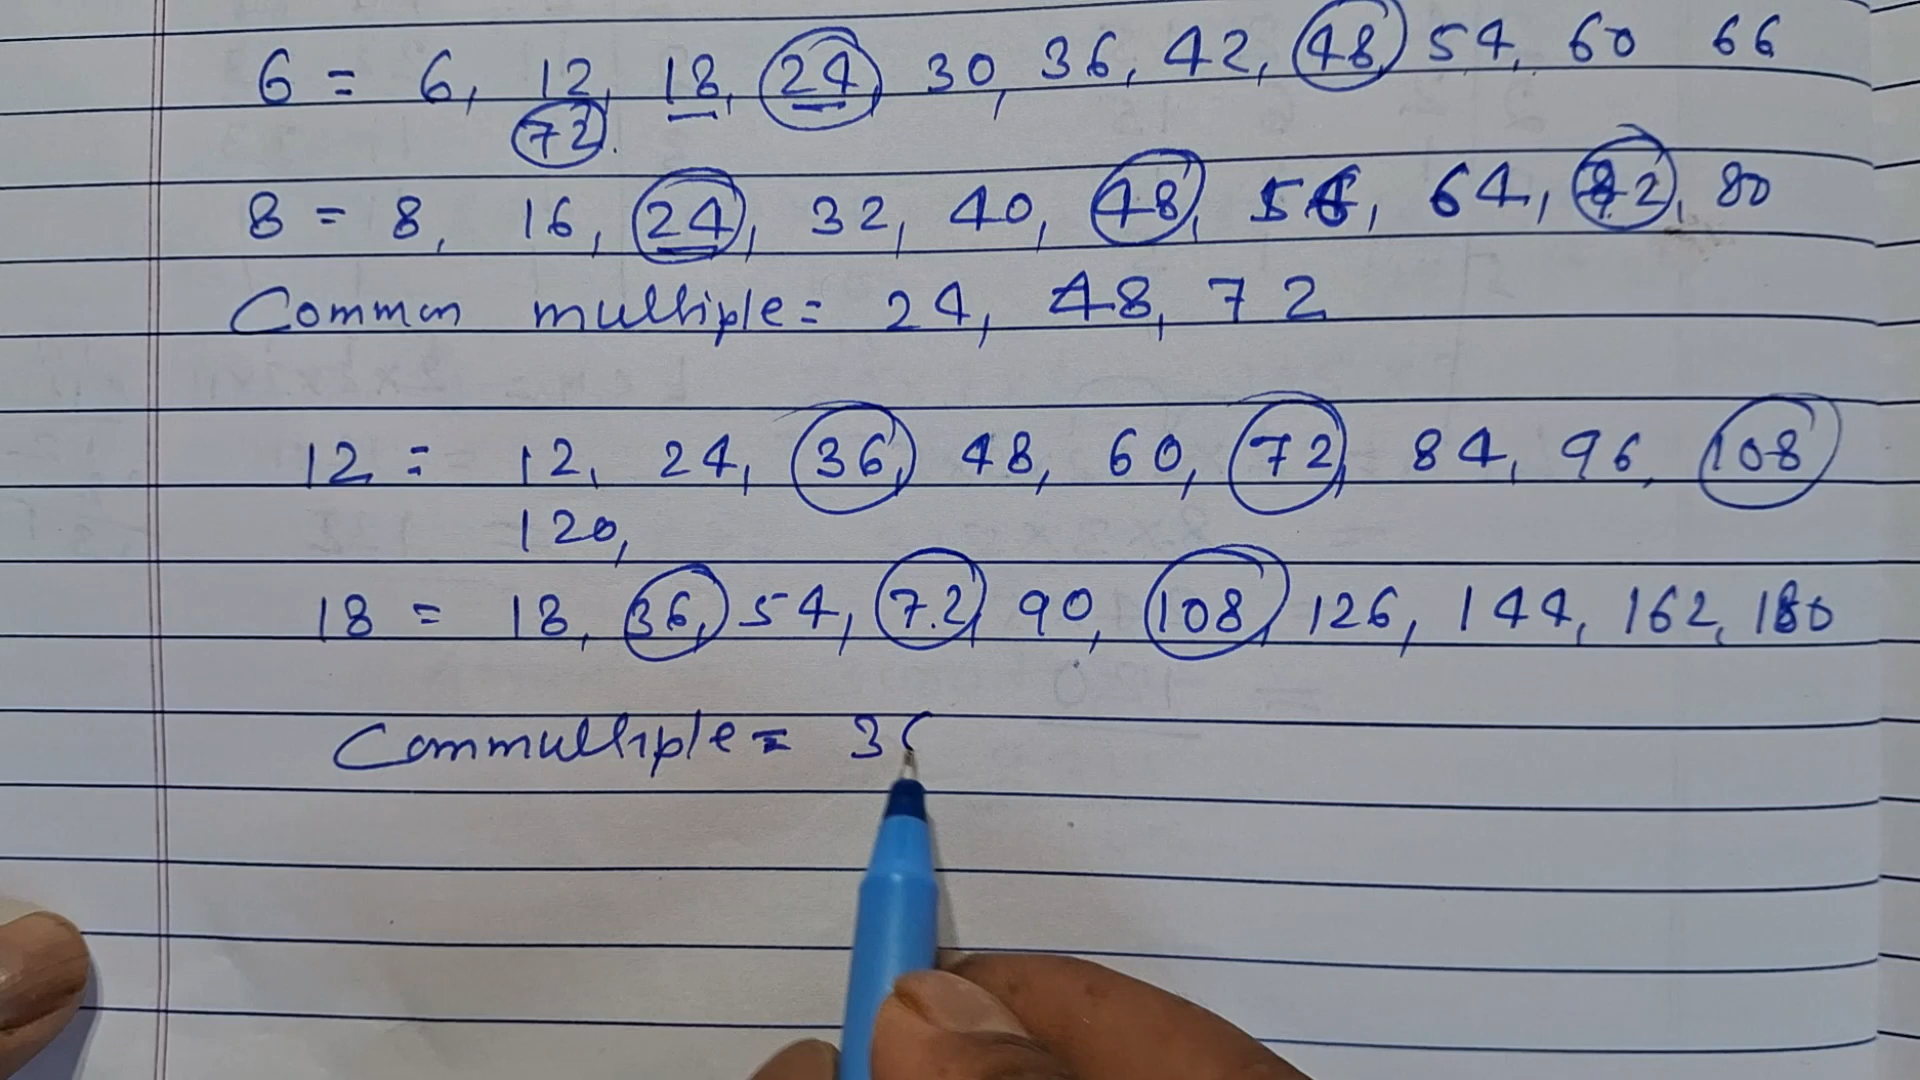 6 = 6, 12, 18, 24, 30, 36, 42, 48, 54, 60 66
72.
8 = 8, 16, 24, 32, 40, 48, 56, 64, 72, 80
Common multiple = 24, 48, 72
12 = 12, 24, 36, 48, 60, 72, 84, 96, 108
120,
18 = 18, 36, 54, 72, 90, 108, 126, 144, 162, 180
Commultiple = 36